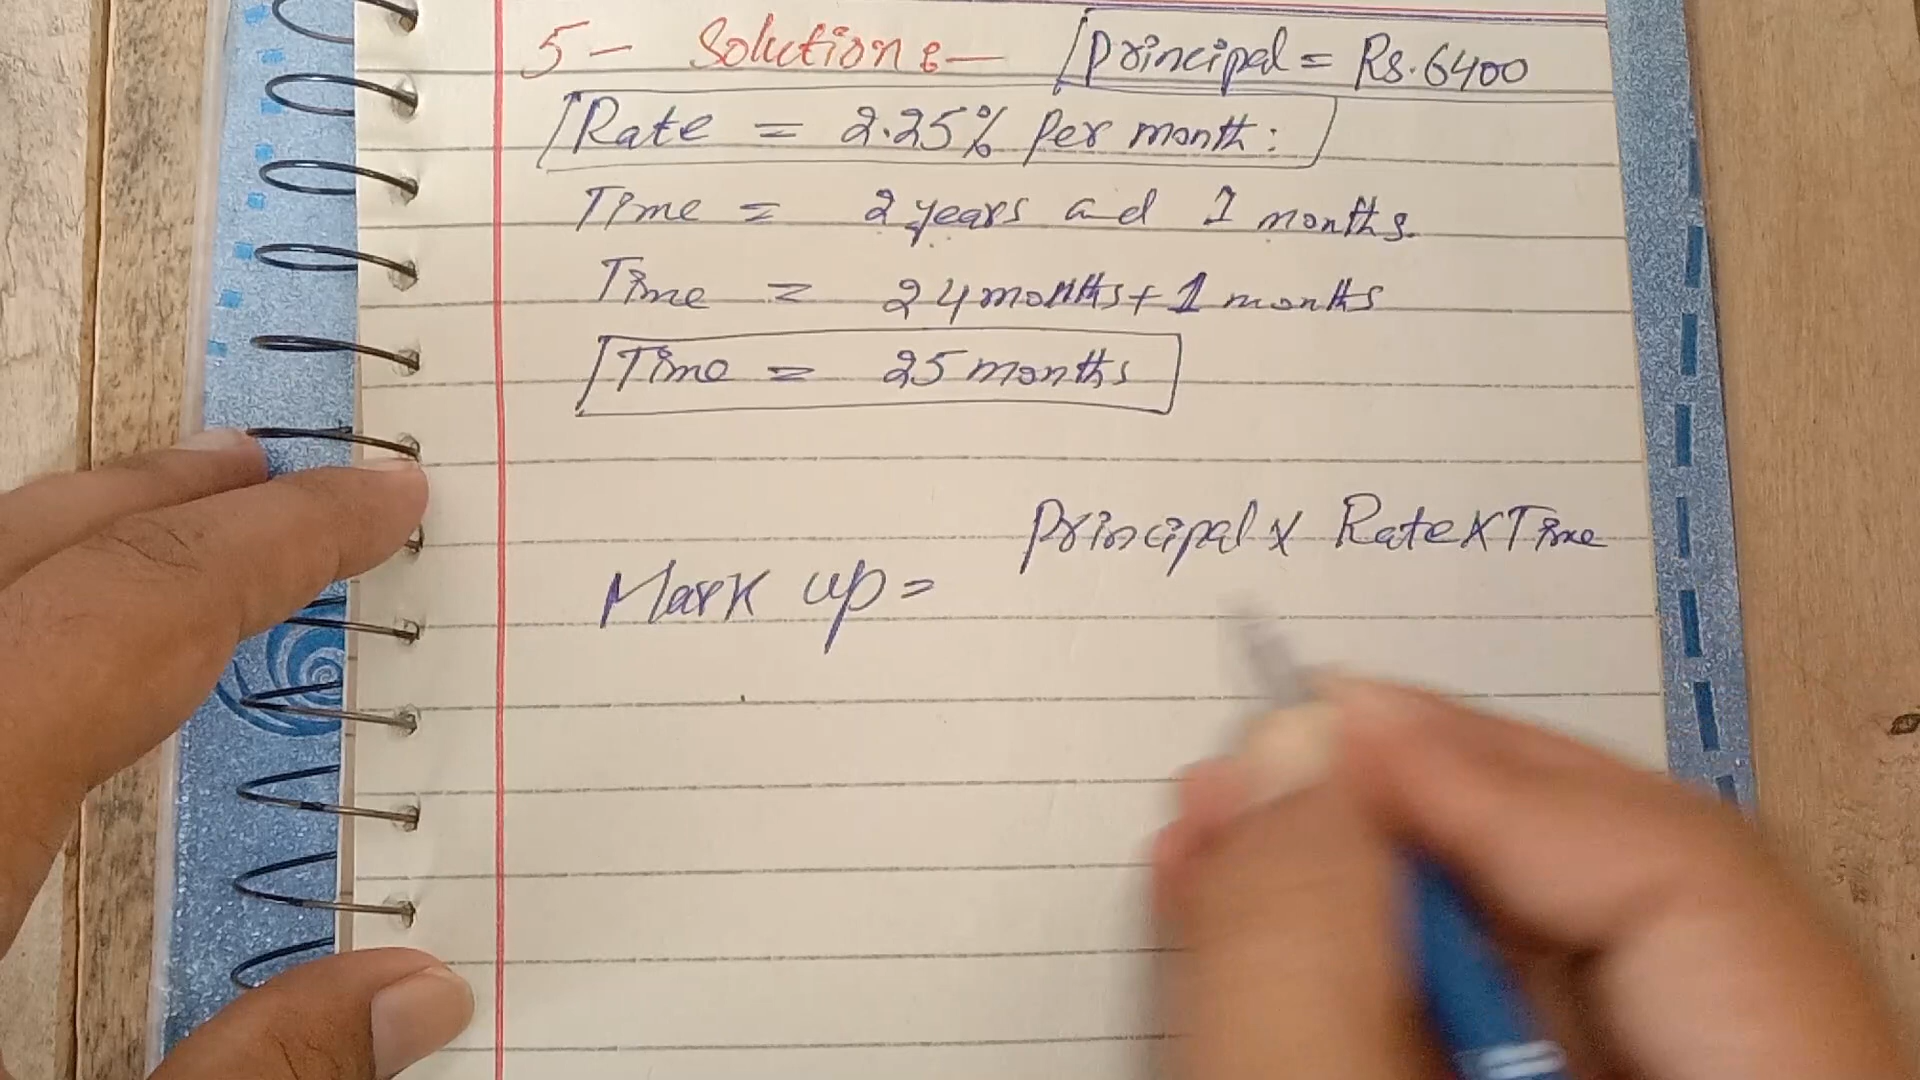 5- Solution:- Principal = Rs.6400
Rate = 2.25% Per month:
Time = 2 years and 1 months.
Time = 24 months + 1 months
Time = 25 months
Principal x Rate x Time
Mark up =